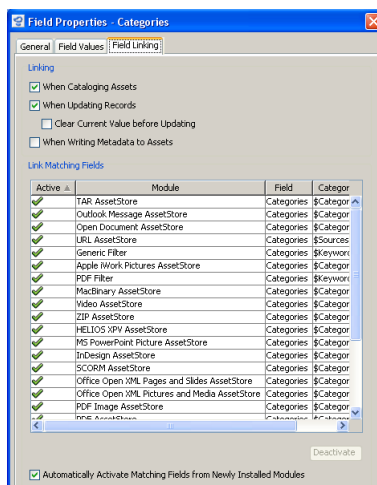 Field Properties - Categories
General Field Values Field Linking
Linking
When Cataloging Assets
When Updating Records
Clear Current Value before Updating
When Writing Metadata to Assets
Link Matching Fields
Active Module Field Categor
TAR AssetStore Categories $Categor
Outlook Message AssetStore Categories $Categor
Open Document AssetStore Categories $Categor
URL AssetStore Categories $Sources
Generic Filter Categories $Keyword
Apple iWork Pictures AssetStore Categories $Categor
PDF Filter Categories $Keyword
MacBinary AssetStore Categories $Categor
Video AssetStore Categories $Categor
ZIP AssetStore Categories $Categor
HELIOS XPV AssetStore Categories $Categor
MS PowerPoint Picture AssetStore Categories $Categor
InDesign AssetStore Categories $Categor
SCORM AssetStore Categories $Categor
Office Open XML Pages and Slides AssetStore Categories $Categor
Office Open XML Pictures and Media AssetStore Categories $Categor
PDF Image AssetStore Categories $Categor
PDF AssetStore Categories $Categor
Deactivate
Automatically Activate Matching Fields from Newly Installed Modules